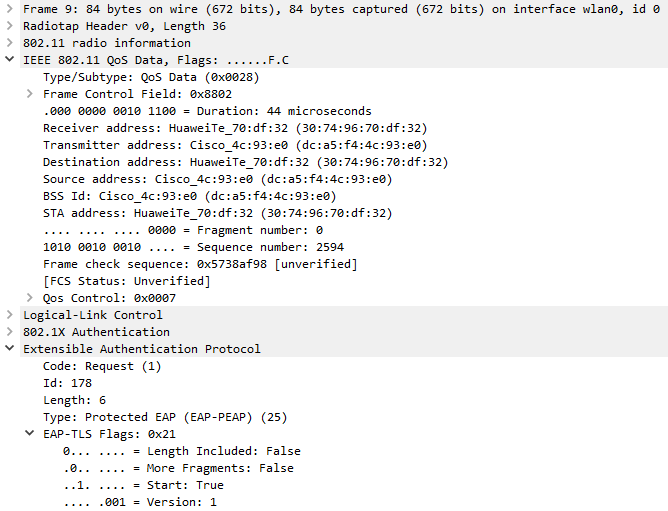 Frame 9: 84 bytes on wire (672 bits), 84 bytes captured (672 bits) on interface wlan0, id 0
Radiotap Header v0, Length 36
802.11 radio information
IEEE 802.11 QoS Data, Flags: ......F.C
Type/Subtype: QoS Data (0x0028)
Frame Control Field: 0x8802
.000 0000 0010 1100 = Duration: 44 microseconds
Receiver address: HuaweiTe_70:df:32 (30:74:96:70:df:32)
Transmitter address: Cisco_4c:93:e0 (dc:a5:f4:4c:93:e0)
Destination address: HuaweiTe_70:df:32 (30:74:96:70:df:32)
Source address: Cisco_4c:93:e0 (dc:a5:f4:4c:93:e0)
BSS Id: Cisco_4c:93:e0 (dc:a5:f4:4c:93:e0)
STA address: HuaweiTe_70:df:32 (30:74:96:70:df:32)
.... .... .... 0000 = Fragment number: 0
1010 0010 0010 .... = Sequence number: 2594
Frame check sequence: 0x5738af98 [unverified]
[FCS Status: Unverified]
Qos Control: 0x0007
Logical-Link Control
802.1X Authentication
Extensible Authentication Protocol
Code: Request (1)
Id: 178
Length: 6
Type: Protected EAP (EAP-PEAP) (25)
EAP-TLS Flags: 0x21
0... .... = Length Included: False
.0.. .... = More Fragments: False
..1. .... = Start: True
.... .001 = Version: 1